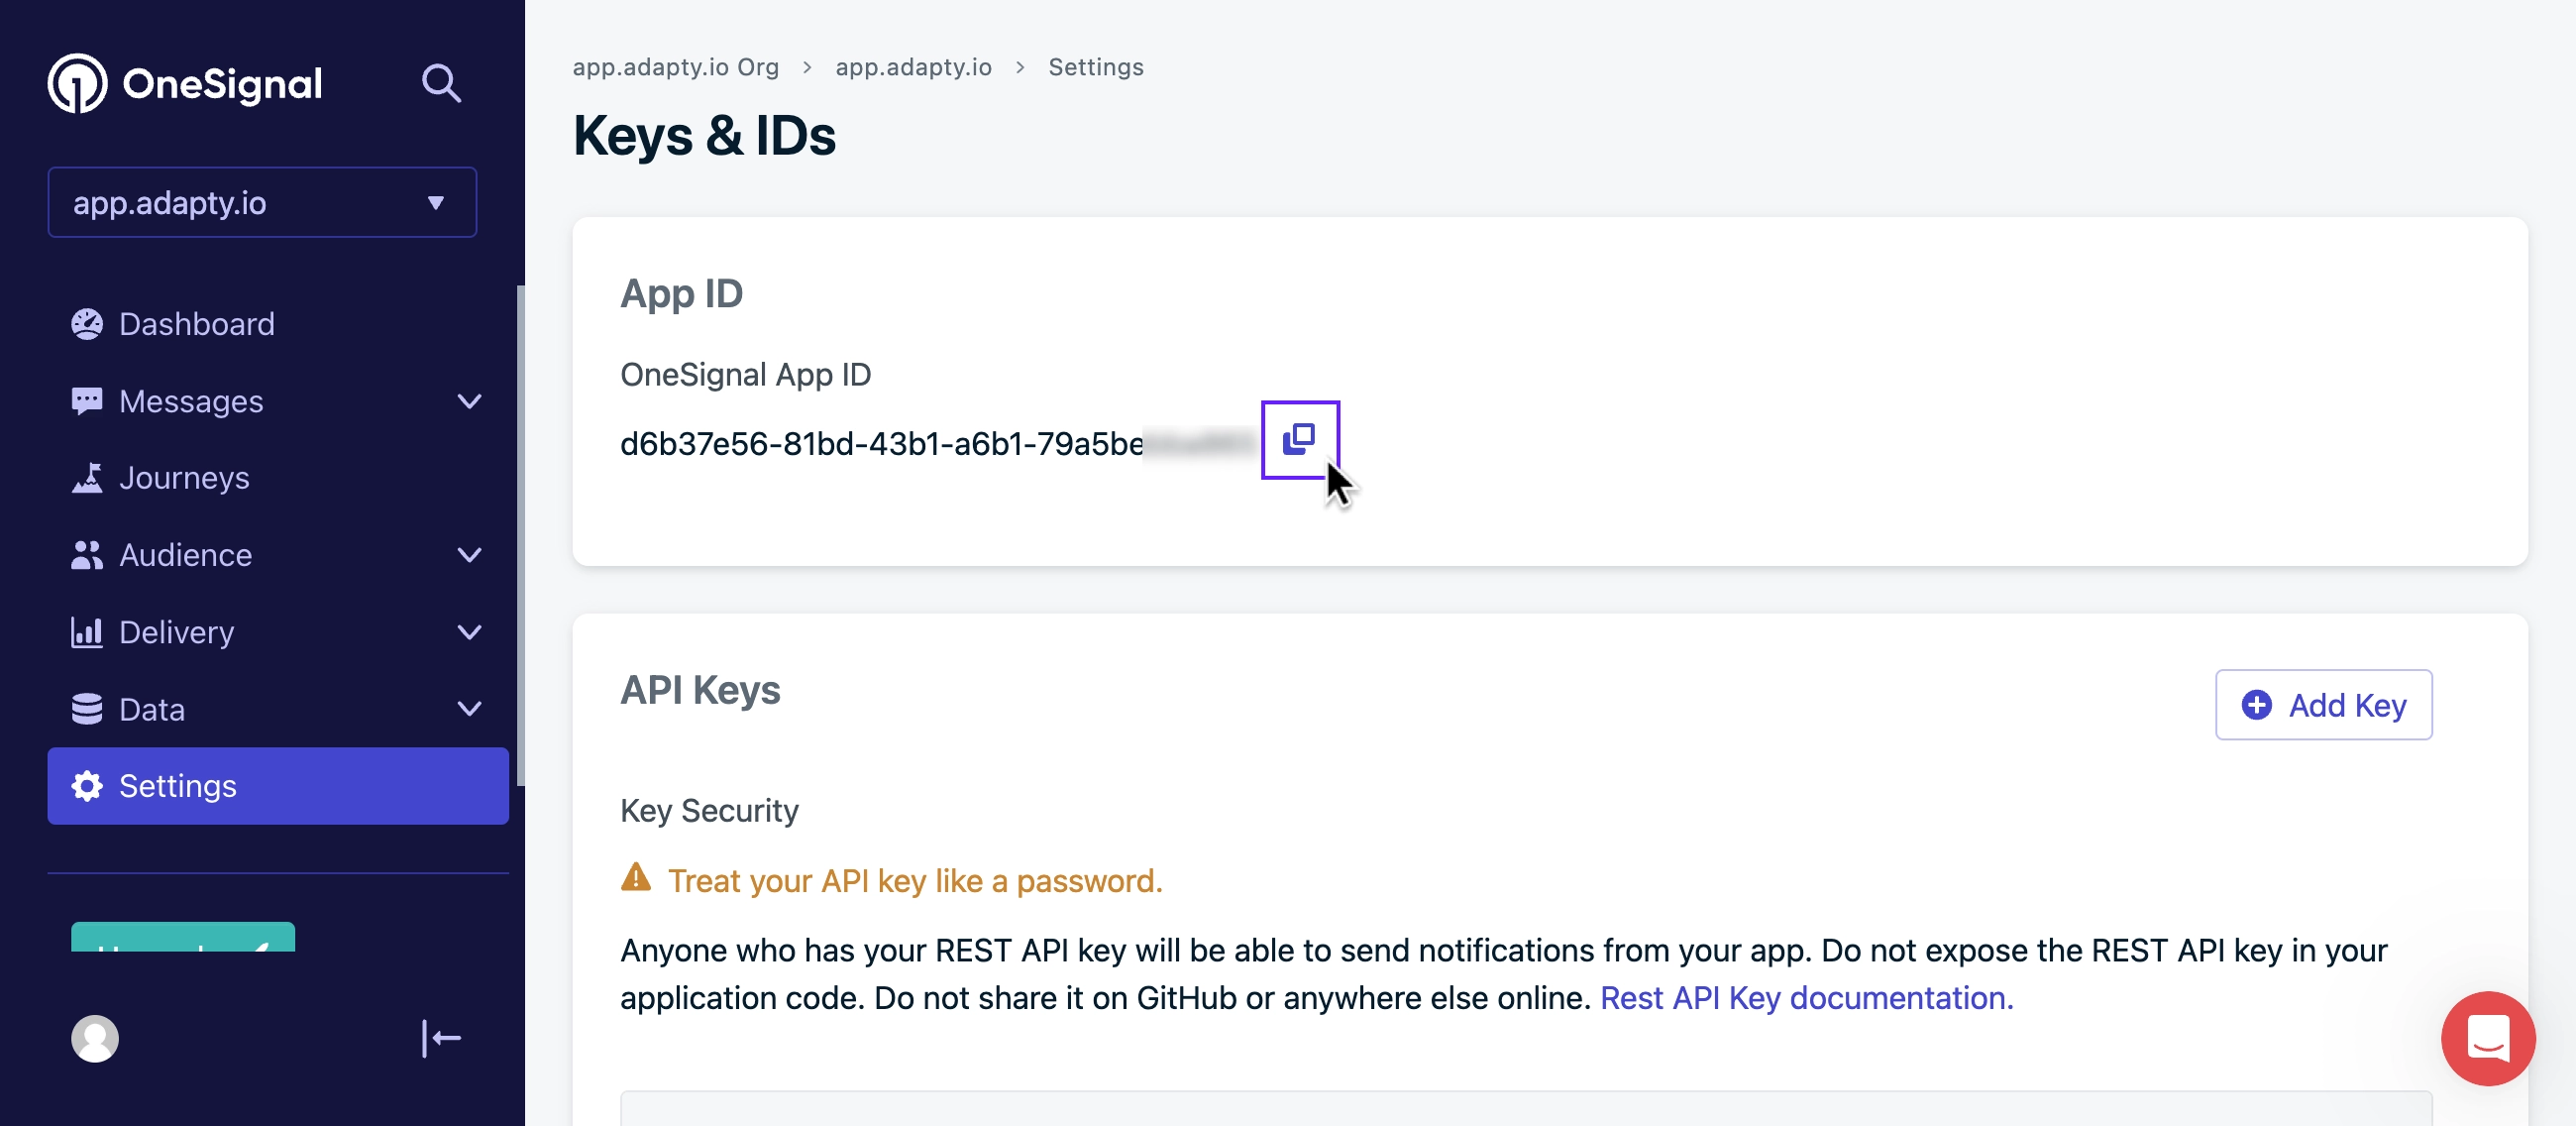 OneSignal
app.adapty.io
Dashboard
Messages
Journeys
Audience
Delivery
Data
Settings
app.adapty.io Org > app.adapty.io > Settings
Keys & IDs
App ID
OneSignal App ID
d6b37e56-81bd-43b1-a6b1-79a5be
API Keys
Add Key
Key Security
Treat your API key like a password.
Anyone who has your REST API key will be able to send notifications from your app. Do not expose the REST API key in your
application code. Do not share it on GitHub or anywhere else online. Rest API Key documentation.